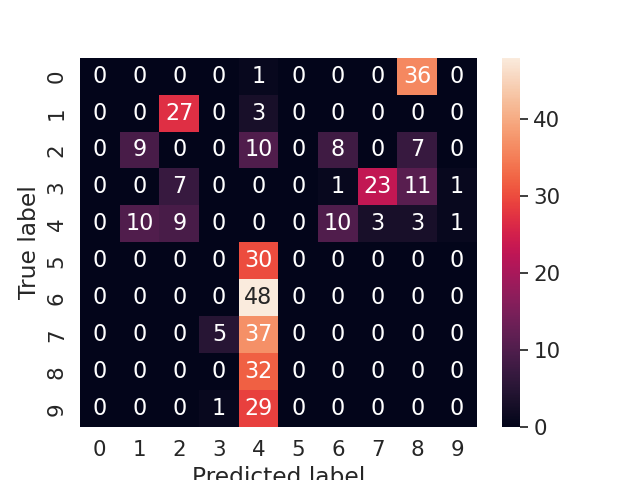 0 0 0 0 0 1 0 0 0 36 0
1 0 0 27 0 3 0 0 0 0 0
2 0 9 0 0 10 0 8 0 7 0
3 0 0 7 0 0 0 1 23 11 1
4 0 10 9 0 0 0 10 3 3 1
5 0 0 0 0 30 0 0 0 0 0
6 0 0 0 0 48 0 0 0 0 0
7 0 0 0 5 37 0 0 0 0 0
8 0 0 0 0 32 0 0 0 0 0
9 0 0 0 1 29 0 0 0 0 0
0 1 2 3 4 5 6 7 8 9
True label
Predicted label
40
30
20
10
0